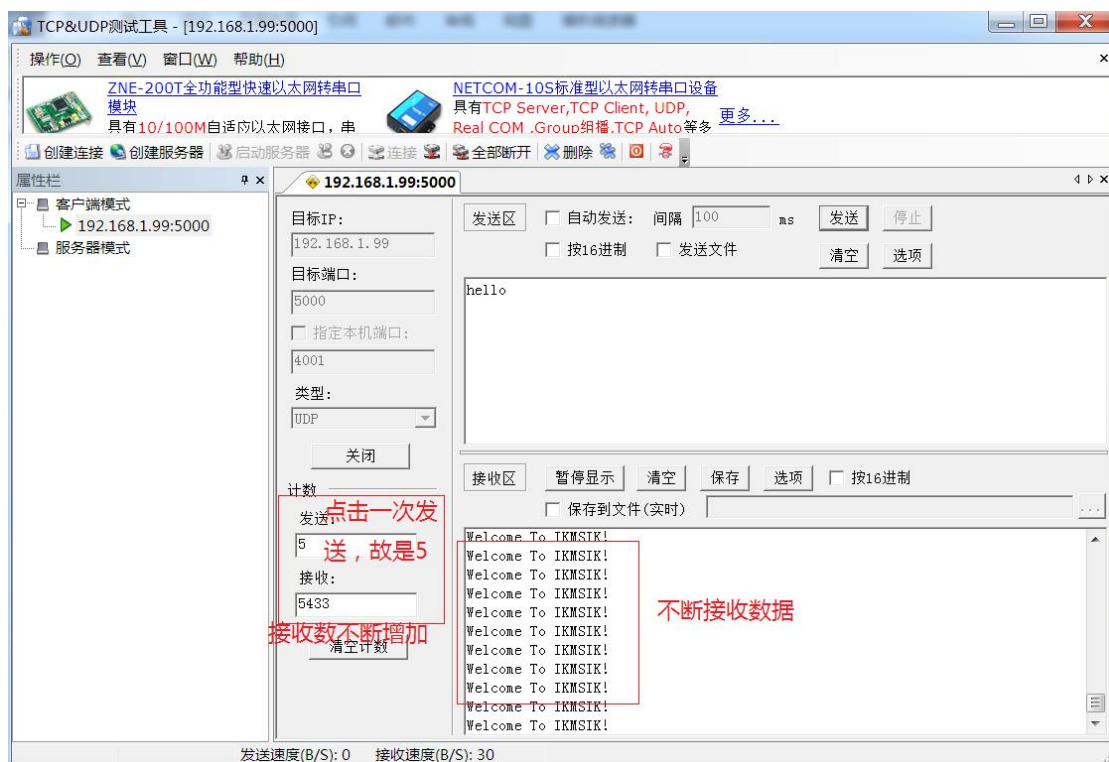 TCP&UDP测试工具 - [192.168.1.99:5000]
操作(O) 查看(V) 窗口(W) 帮助(H)
ZNE-200T全功能型快速以太网转串口
模块
具有10/100M自适应以太网接口，串
NETCOM-10S标准型以太网转串口设备
具有TCP Server,TCP Client, UDP,
Real COM ,Group组播,TCP Auto等多
更多...
创建连接 创建服务器 启动服务器 连接 全部断开 删除
属性栏
客户端模式
192.168.1.99:5000
服务器模式
192.168.1.99:5000
目标IP:
192.168.1.99
目标端口:
5000
指定本机端口:
4001
类型:
UDP
关闭
计数
发送:
5
接收:
5433
清空计数
点击一次发
送，故是5
接收数不断增加
发送区 自动发送: 间隔 100 ms 发送 停止
按16进制 发送文件 清空 选项
hello
接收区 暂停显示 清空 保存 选项 按16进制
保存到文件(实时) ...
Welcome To IKMSIK!
Welcome To IKMSIK!
Welcome To IKMSIK!
Welcome To IKMSIK!
Welcome To IKMSIK!
Welcome To IKMSIK!
Welcome To IKMSIK!
Welcome To IKMSIK!
Welcome To IKMSIK!
Welcome To IKMSIK!
Welcome To IKMSIK!
不断接收数据
发送速度(B/S): 0 接收速度(B/S): 30